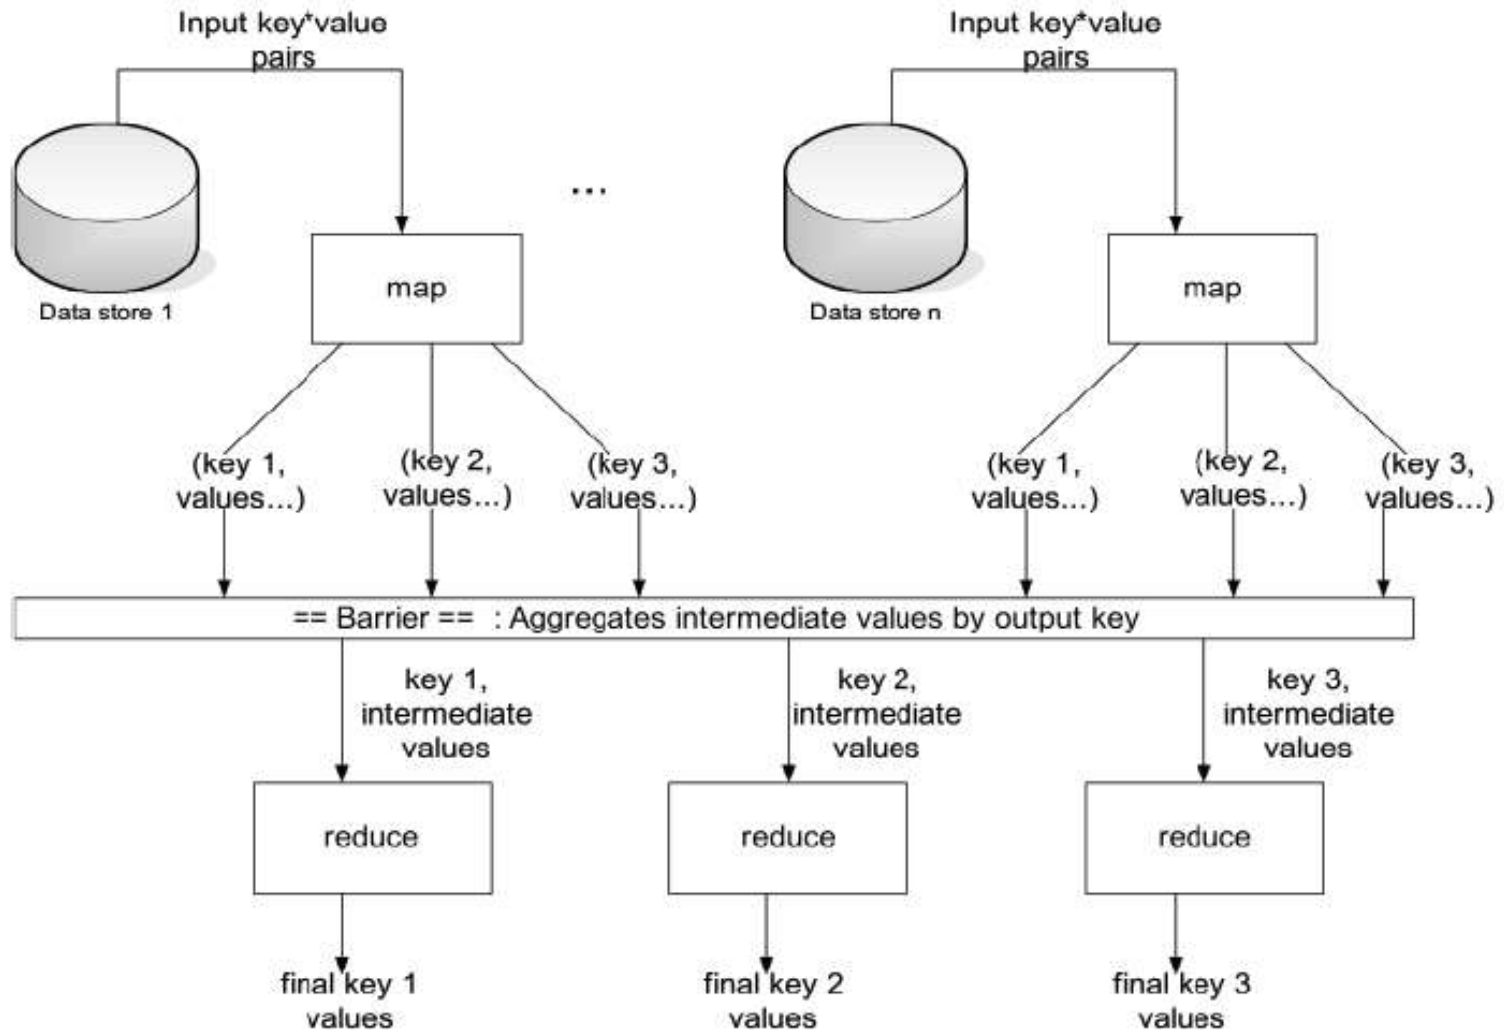 Input key*value
pairs
Input key*value
pairs
...
map
map
Data store 1
Data store n
(key 1,
values...)
(key 2,
values...)
(key 3,
values...)
(key 1,
values...)
(key 2,
values...)
(key 3,
values...)
== Barrier == : Aggregates intermediate values by output key
key 1,
intermediate
values
key 2,
intermediate
values
key 3,
intermediate
values
reduce
reduce
reduce
final key 1
values
final key 2
values
final key 3
values